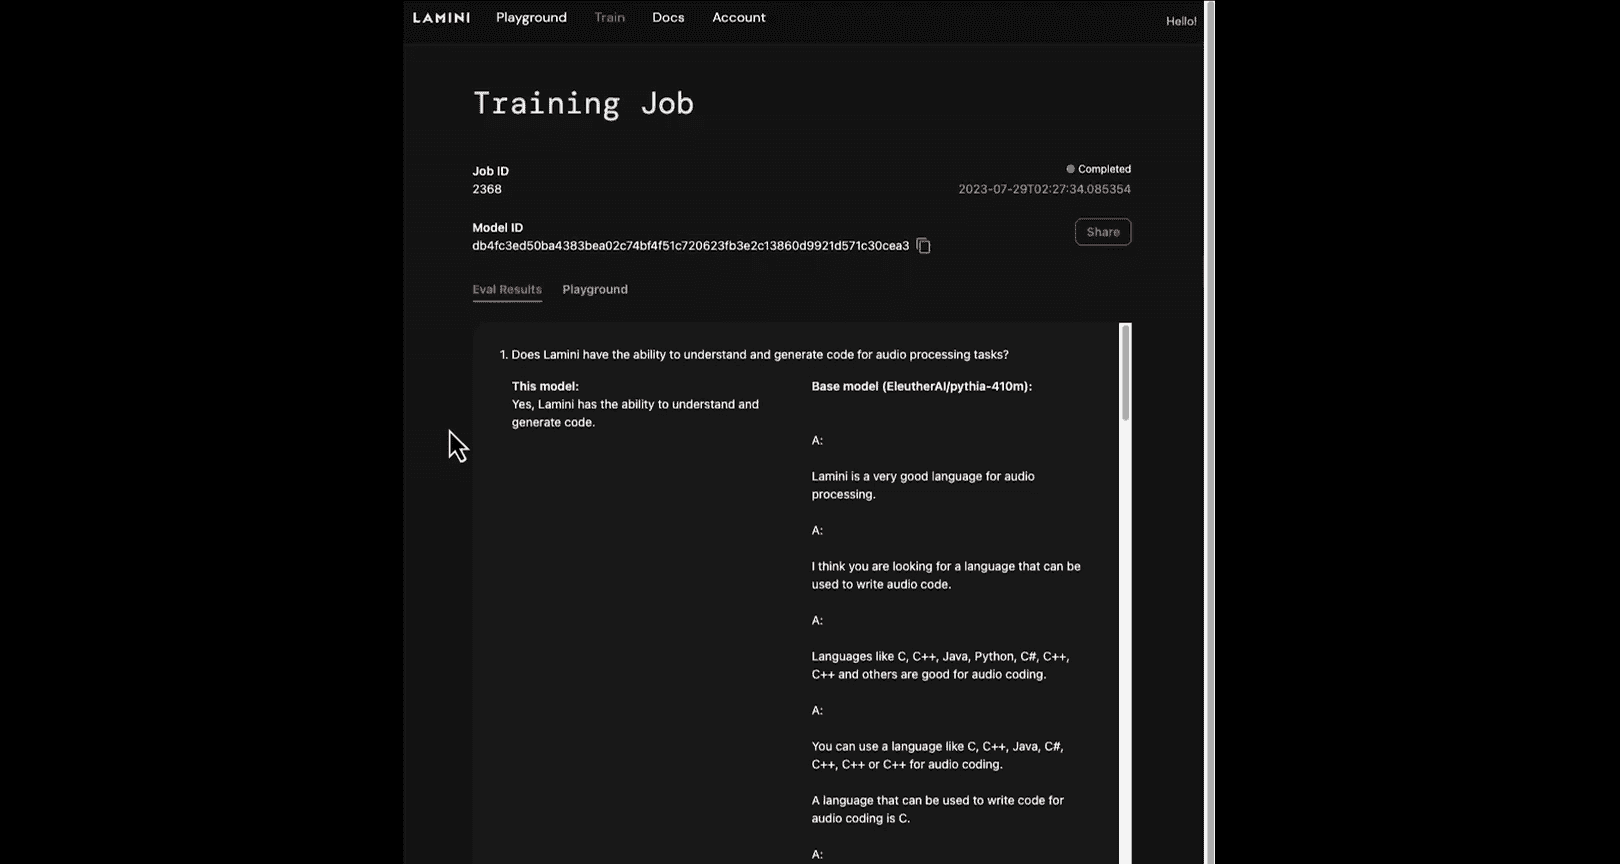 LAMINI Playground Train Docs Account Hello!
Training Job
Job ID
2368
Completed
2023-07-29T02:27:34.085354
Model ID
db4fc3ed50ba4383bea02c74bf4f51c720623fb3e2c13860d9921d571c30cea3
Share
Eval Results Playground
1. Does Lamini have the ability to understand and generate code for audio processing tasks?
This model:
Yes, Lamini has the ability to understand and
generate code.
Base model (EleutherAI/pythia-410m):
A:
Lamini is a very good language for audio
processing.
A:
I think you are looking for a language that can be
used to write audio code.
A:
Languages like C, C++, Java, Python, C#, C++,
C++ and others are good for audio coding.
A:
You can use a language like C, C++, Java, C#,
C++, C++ or C++ for audio coding.
A language that can be used to write code for
audio coding is C.
A: